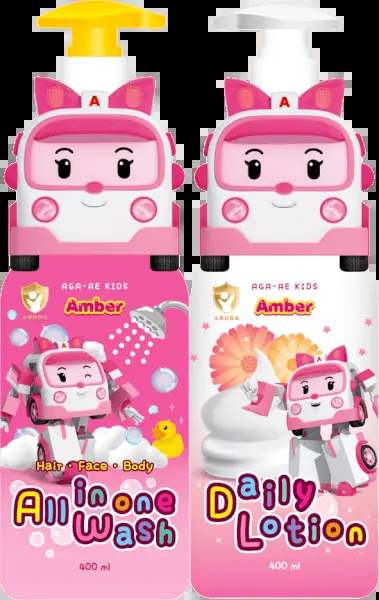 A
AGA-AE KIDS
Amber
A
Hair · Face · Body
All in one
Wash
400 ml
A
AGA-AE KIDS
Amber
A
Daily
Lotion
400 ml